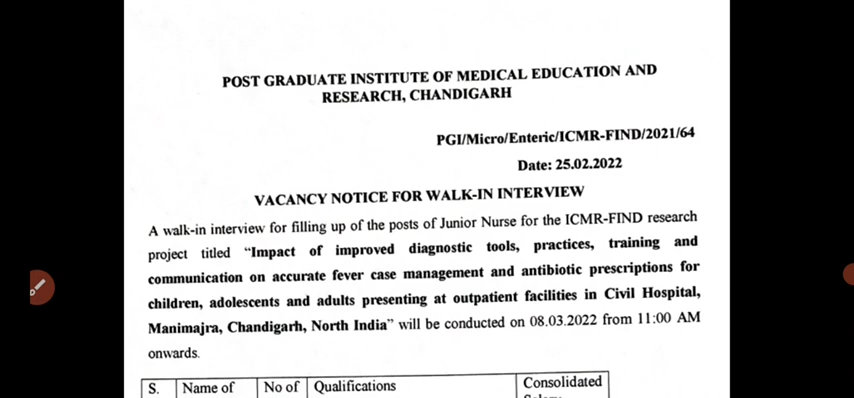 POST GRADUATE INSTITUTE OF MEDICAL EDUCATION AND
RESEARCH, CHANDIGARH
PGI/Micro/Enteric/ICMR-FIND/2021/64
Date: 25.02.2022
VACANCY NOTICE FOR WALK-IN INTERVIEW
A walk-in interview for filling up of the posts of Junior Nurse for the ICMR-FIND research
project titled “Impact of improved diagnostic tools, practices, training and
communication on accurate fever case management and antibiotic prescriptions for
children, adolescents and adults presenting at outpatient facilities in Civil Hospital,
Manimajra, Chandigarh, North India” will be conducted on 08.03.2022 from 11:00 AM
onwards.
S. Name of No of Qualifications Consolidated